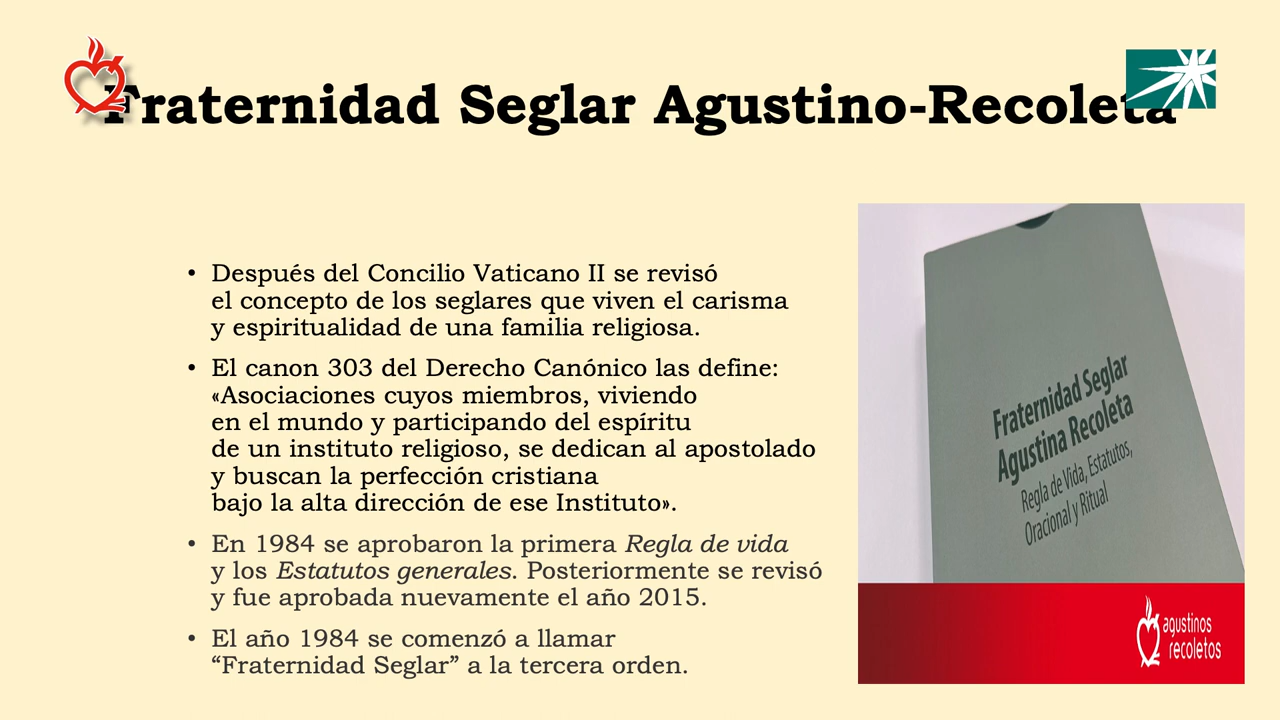 Fraternidad Seglar Agustino-Recoleta
• Después del Concilio Vaticano II se revisó
el concepto de los seglares que viven el carisma
y espiritualidad de una familia religiosa.
• El canon 303 del Derecho Canónico las define:
«Asociaciones cuyos miembros, viviendo
en el mundo y participando del espíritu
de un instituto religioso, se dedican al apostolado
y buscan la perfección cristiana
bajo la alta dirección de ese Instituto».
• En 1984 se aprobaron la primera Regla de vida
y los Estatutos generales. Posteriormente se revisó
y fue aprobada nuevamente el año 2015.
• El año 1984 se comenzó a llamar
“Fraternidad Seglar” a la tercera orden.
Fraternidad Seglar
Agustina Recoleta
Regla de Vida, Estatutos,
Oracional y Ritual
agustinos
recoletos